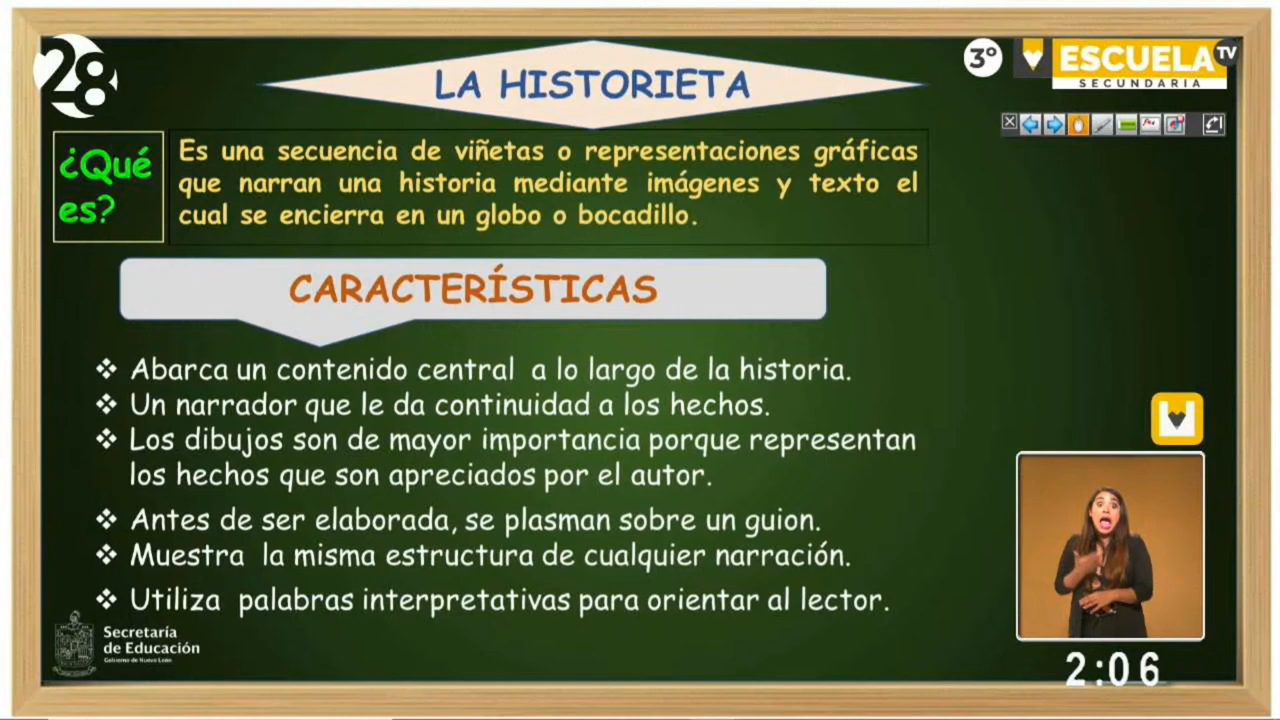 28
LA HISTORIETA
3º
ESCUELA TV
SECUNDARIA
¿Qué
es?
Es una secuencia de viñetas o representaciones gráficas
que narran una historia mediante imágenes y texto el
cual se encierra en un globo o bocadillo.
CARACTERÍSTICAS
❖ Abarca un contenido central a lo largo de la historia.
❖ Un narrador que le da continuidad a los hechos.
❖ Los dibujos son de mayor importancia porque representan
los hechos que son apreciados por el autor.
❖ Antes de ser elaborada, se plasman sobre un guion.
❖ Muestra la misma estructura de cualquier narración.
❖ Utiliza palabras interpretativas para orientar al lector.
Secretaría
de Educación
Gobierno de Nuevo León
2:06